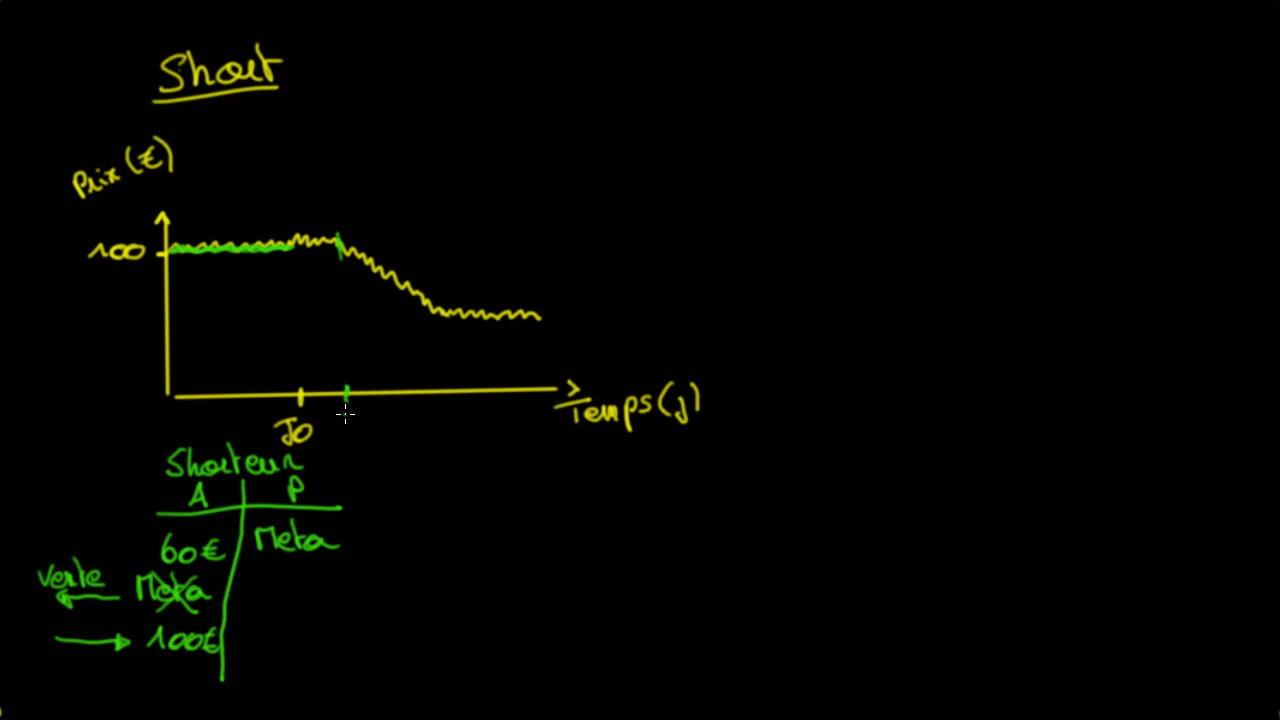 Short
Prix (€)
100
Temps (j)
J0
Shorteur
A P
60€ Meta
Vente Meta
100€